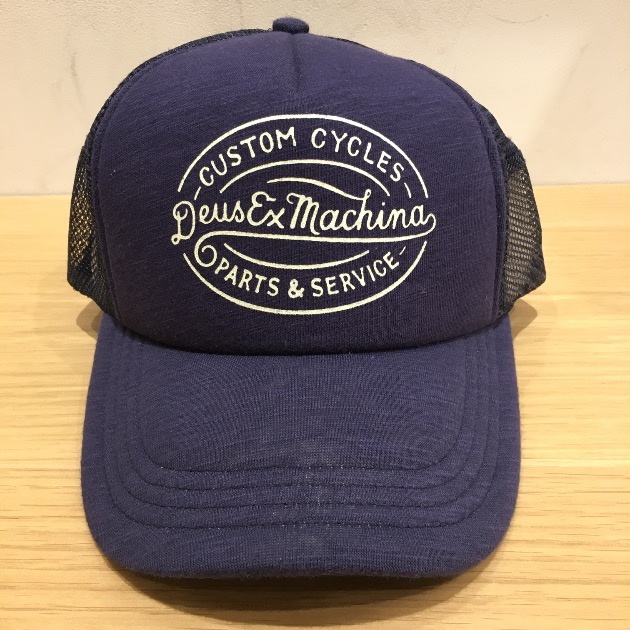 CUSTOM CYCLES
Deus Ex Machina
PARTS & SERVICE